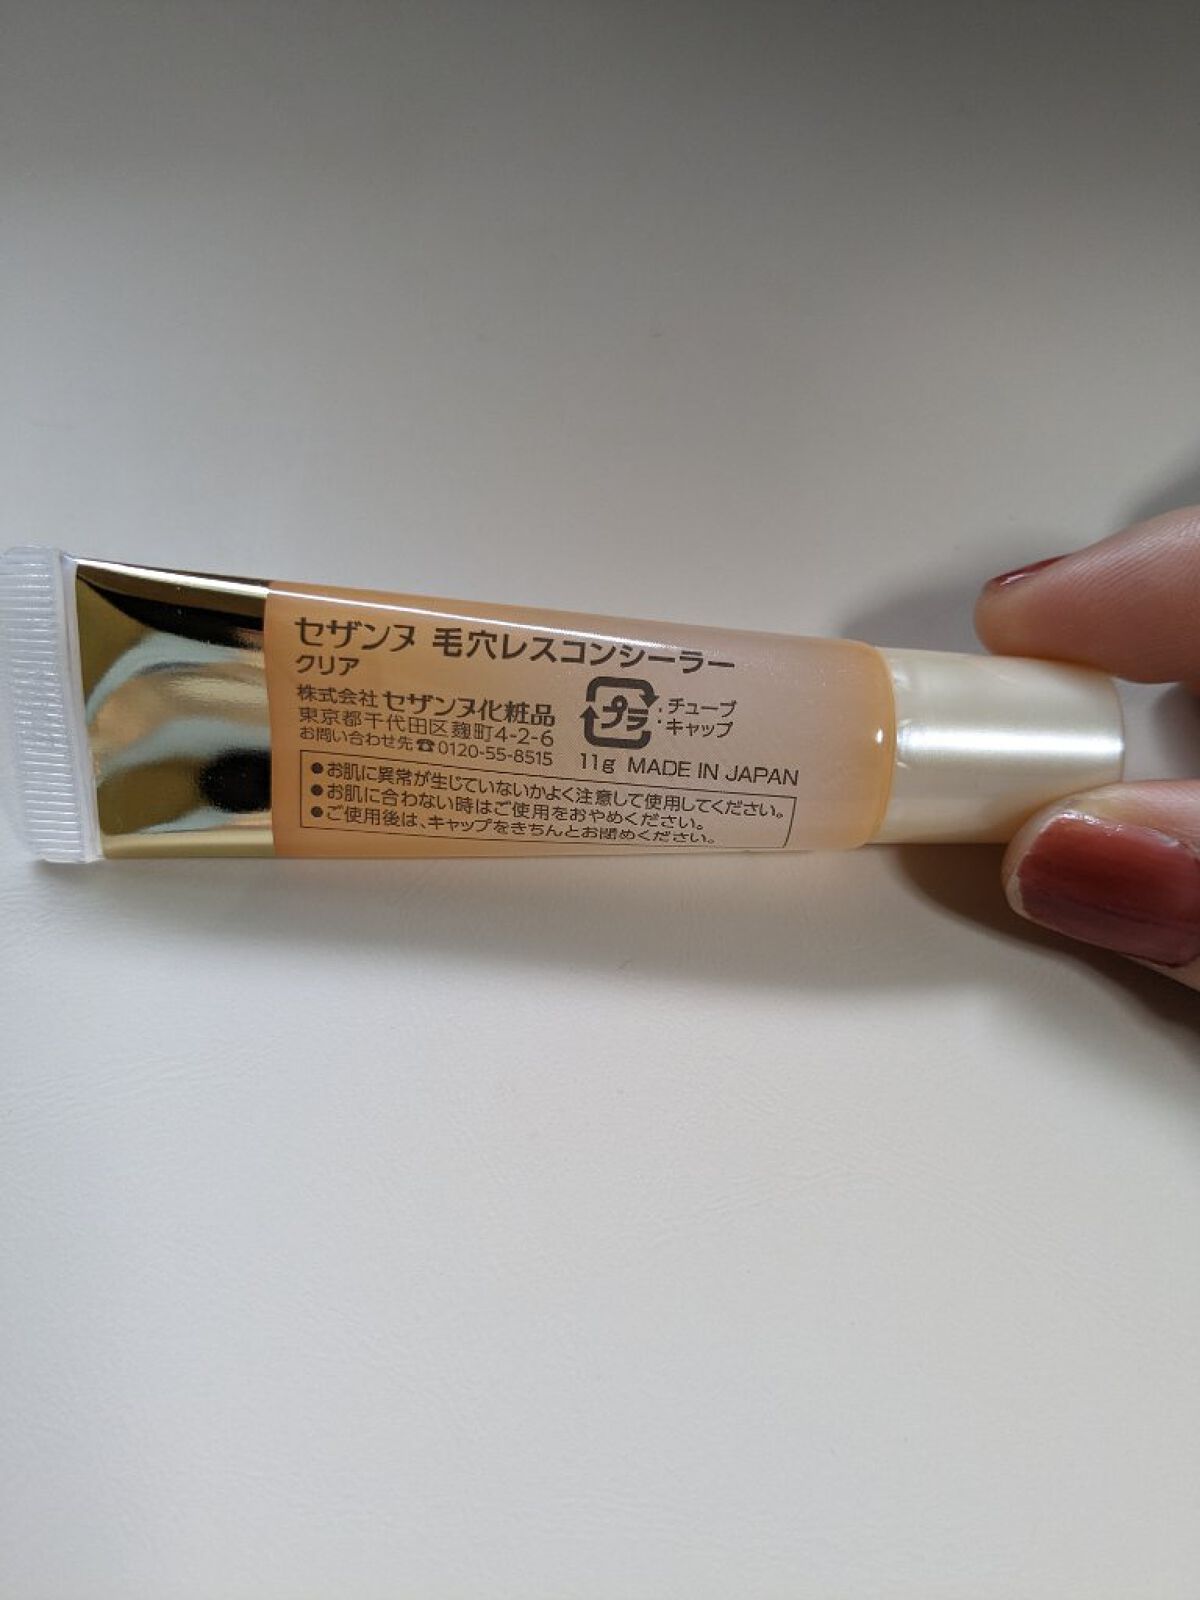 セザンヌ 毛穴レスコンシーラー
クリア
株式会社 セザンヌ化粧品
東京都千代田区麹町4-2-6
お問い合わせ先☎0120-55-8515
プラ
:チューブ
:キャップ
11g MADE IN JAPAN
●お肌に異常が生じていないかよく注意して使用してください。
●お肌に合わない時はご使用をおやめください。
●ご使用後は、キャップをきちんとお閉めください。